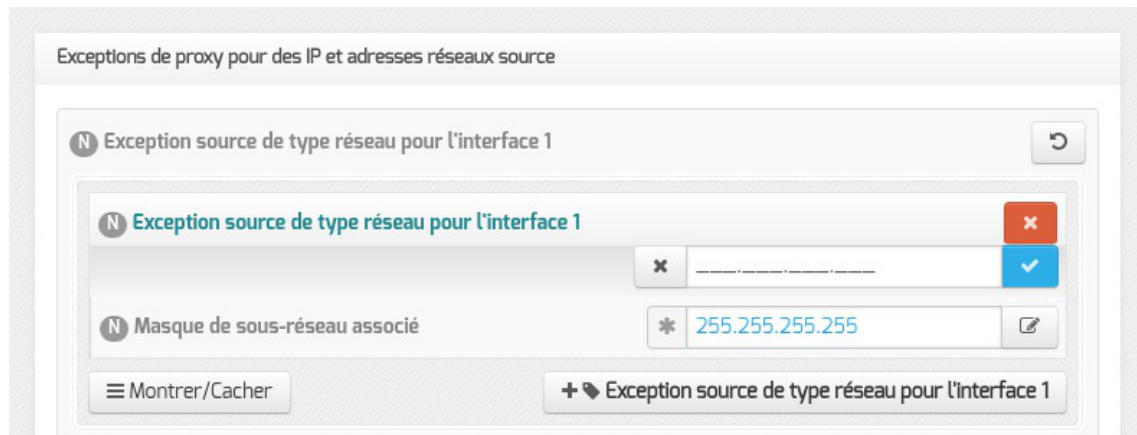 Exceptions de proxy pour des IP et adresses réseaux source
N Exception source de type réseau pour l'interface 1
N Exception source de type réseau pour l'interface 1
___.___.___.___
N Masque de sous-réseau associé
255.255.255.255
Montrer/Cacher
Exception source de type réseau pour l'interface 1